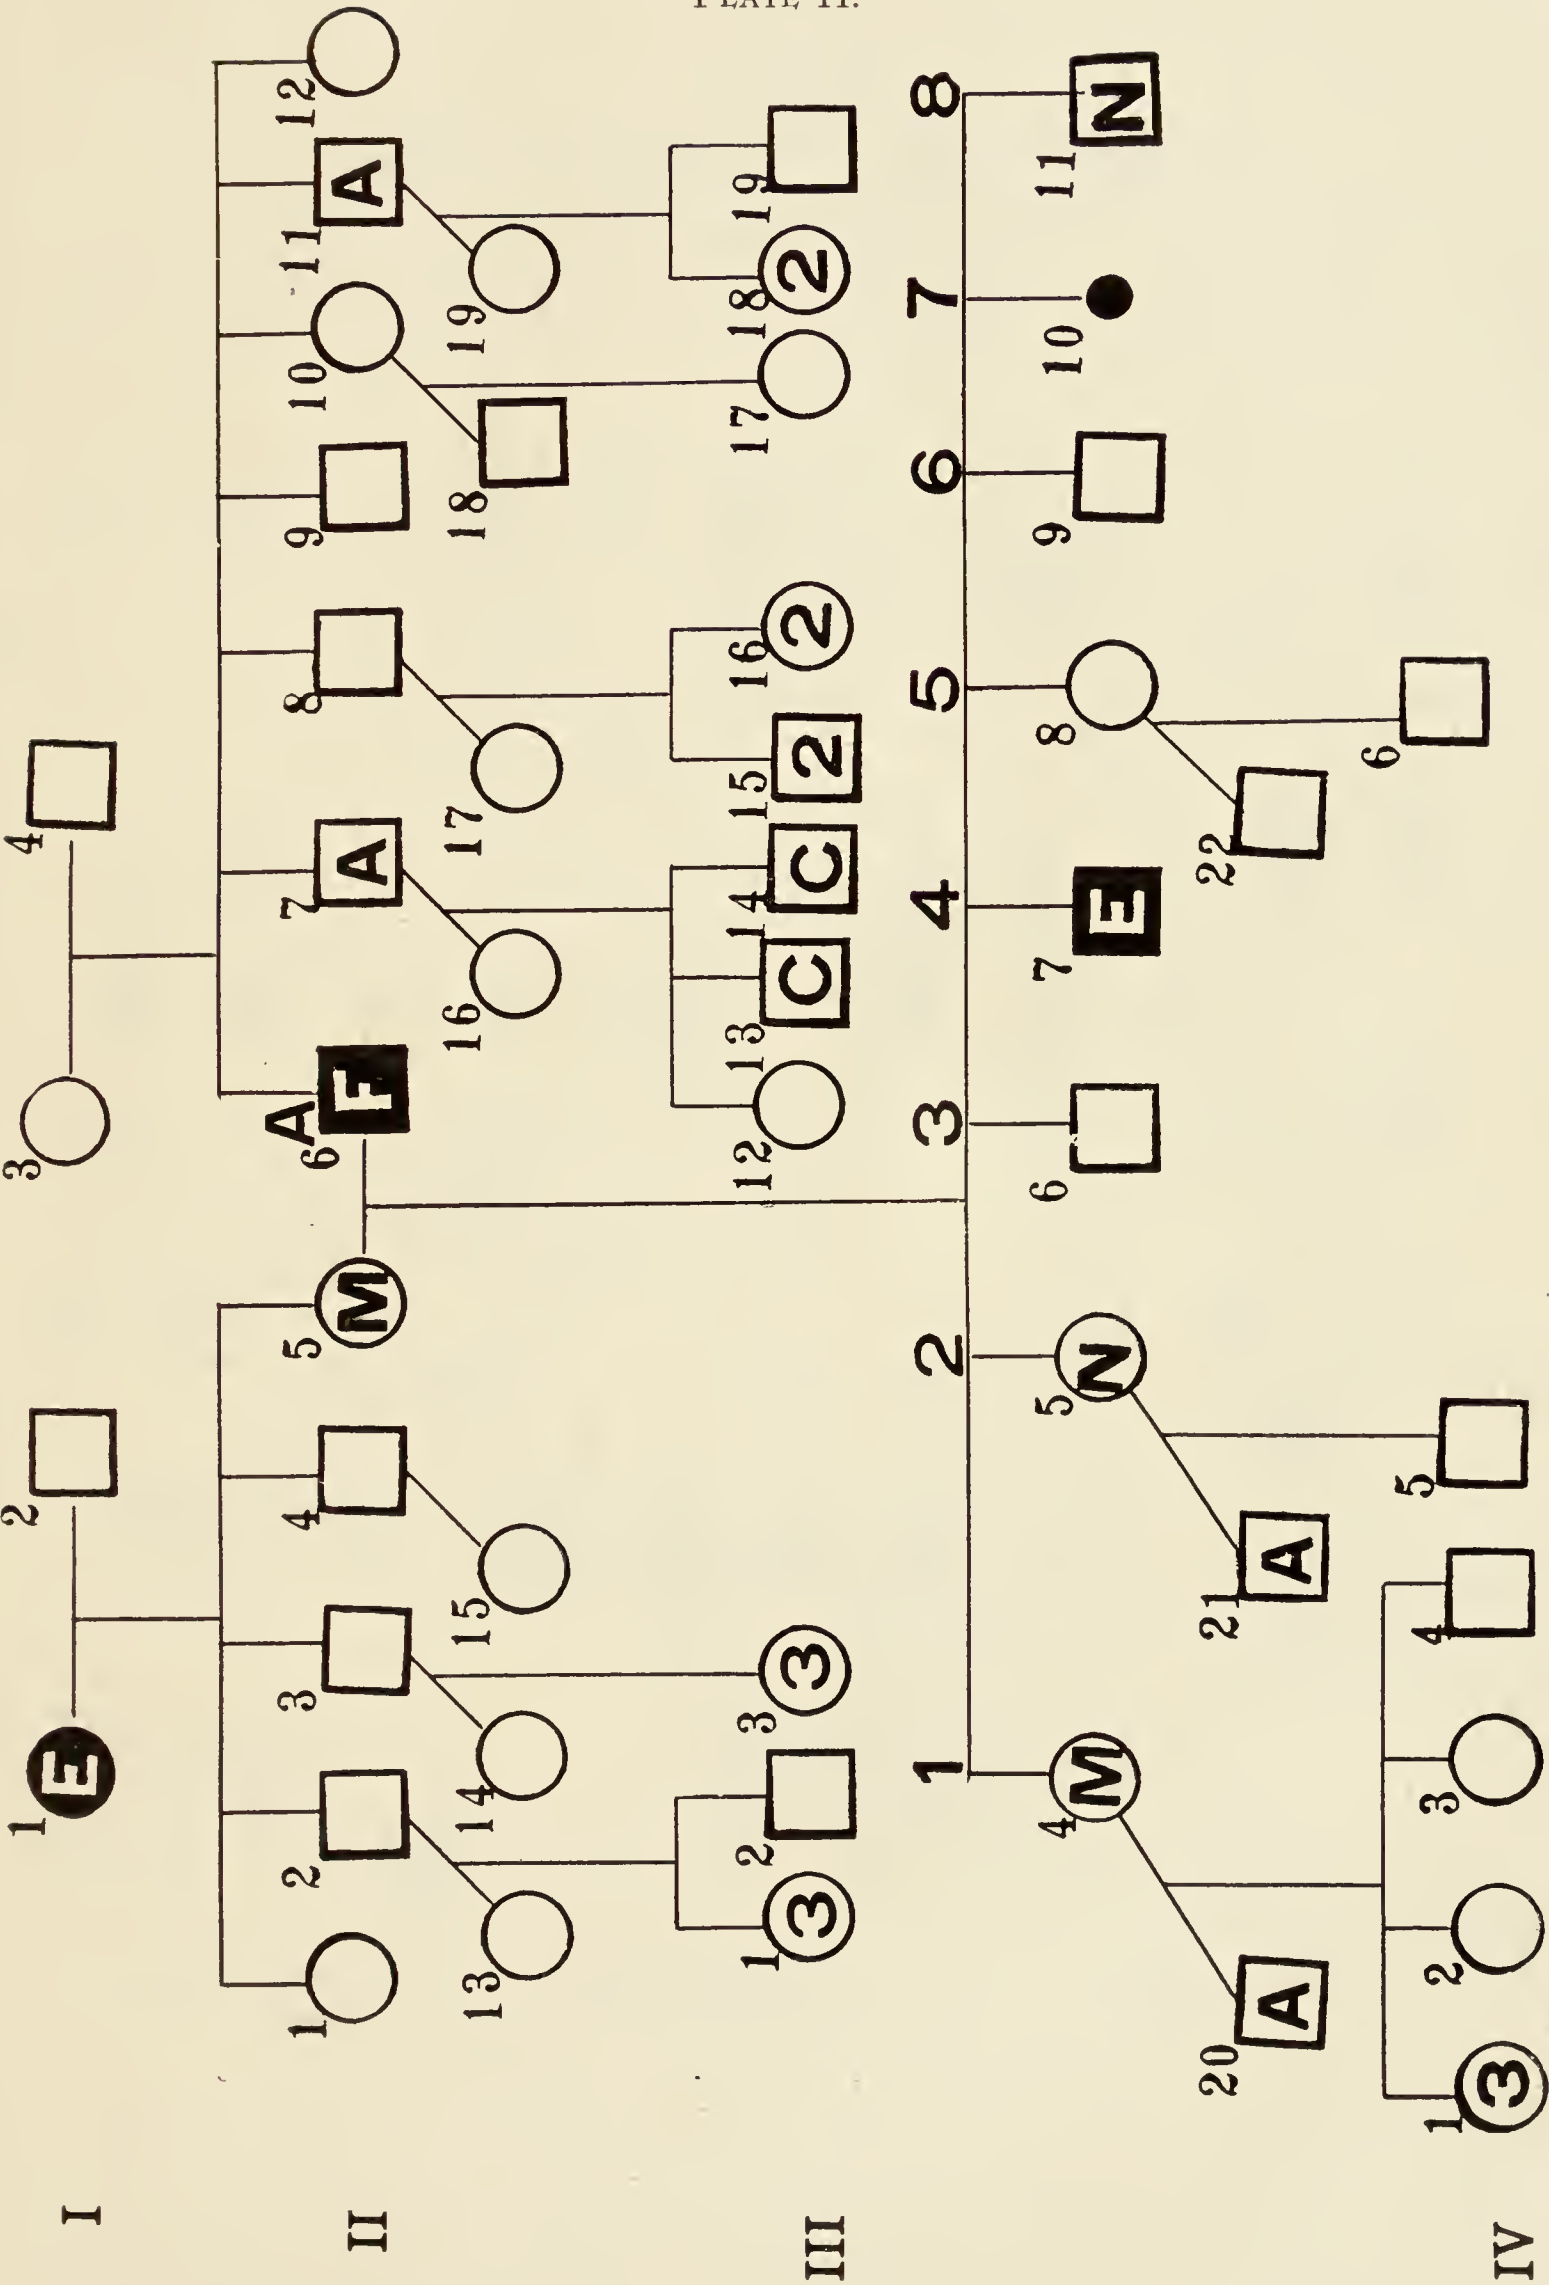 PLATE II.
1 2 3 4
I E
A
1 2 3 4 5 6 7 8 9 10 11 12
II M F A A
13 14 15 16 17 18 19
1 2 3 12 13 14 15 16 17 18 19
III 3 3 C C 2 2 2
1 2 3 4 5 6 7 8
4 5 6 7 8 9 10 11
M N E N
20 21 22
A A
1 2 3 4 5 6
IV 3